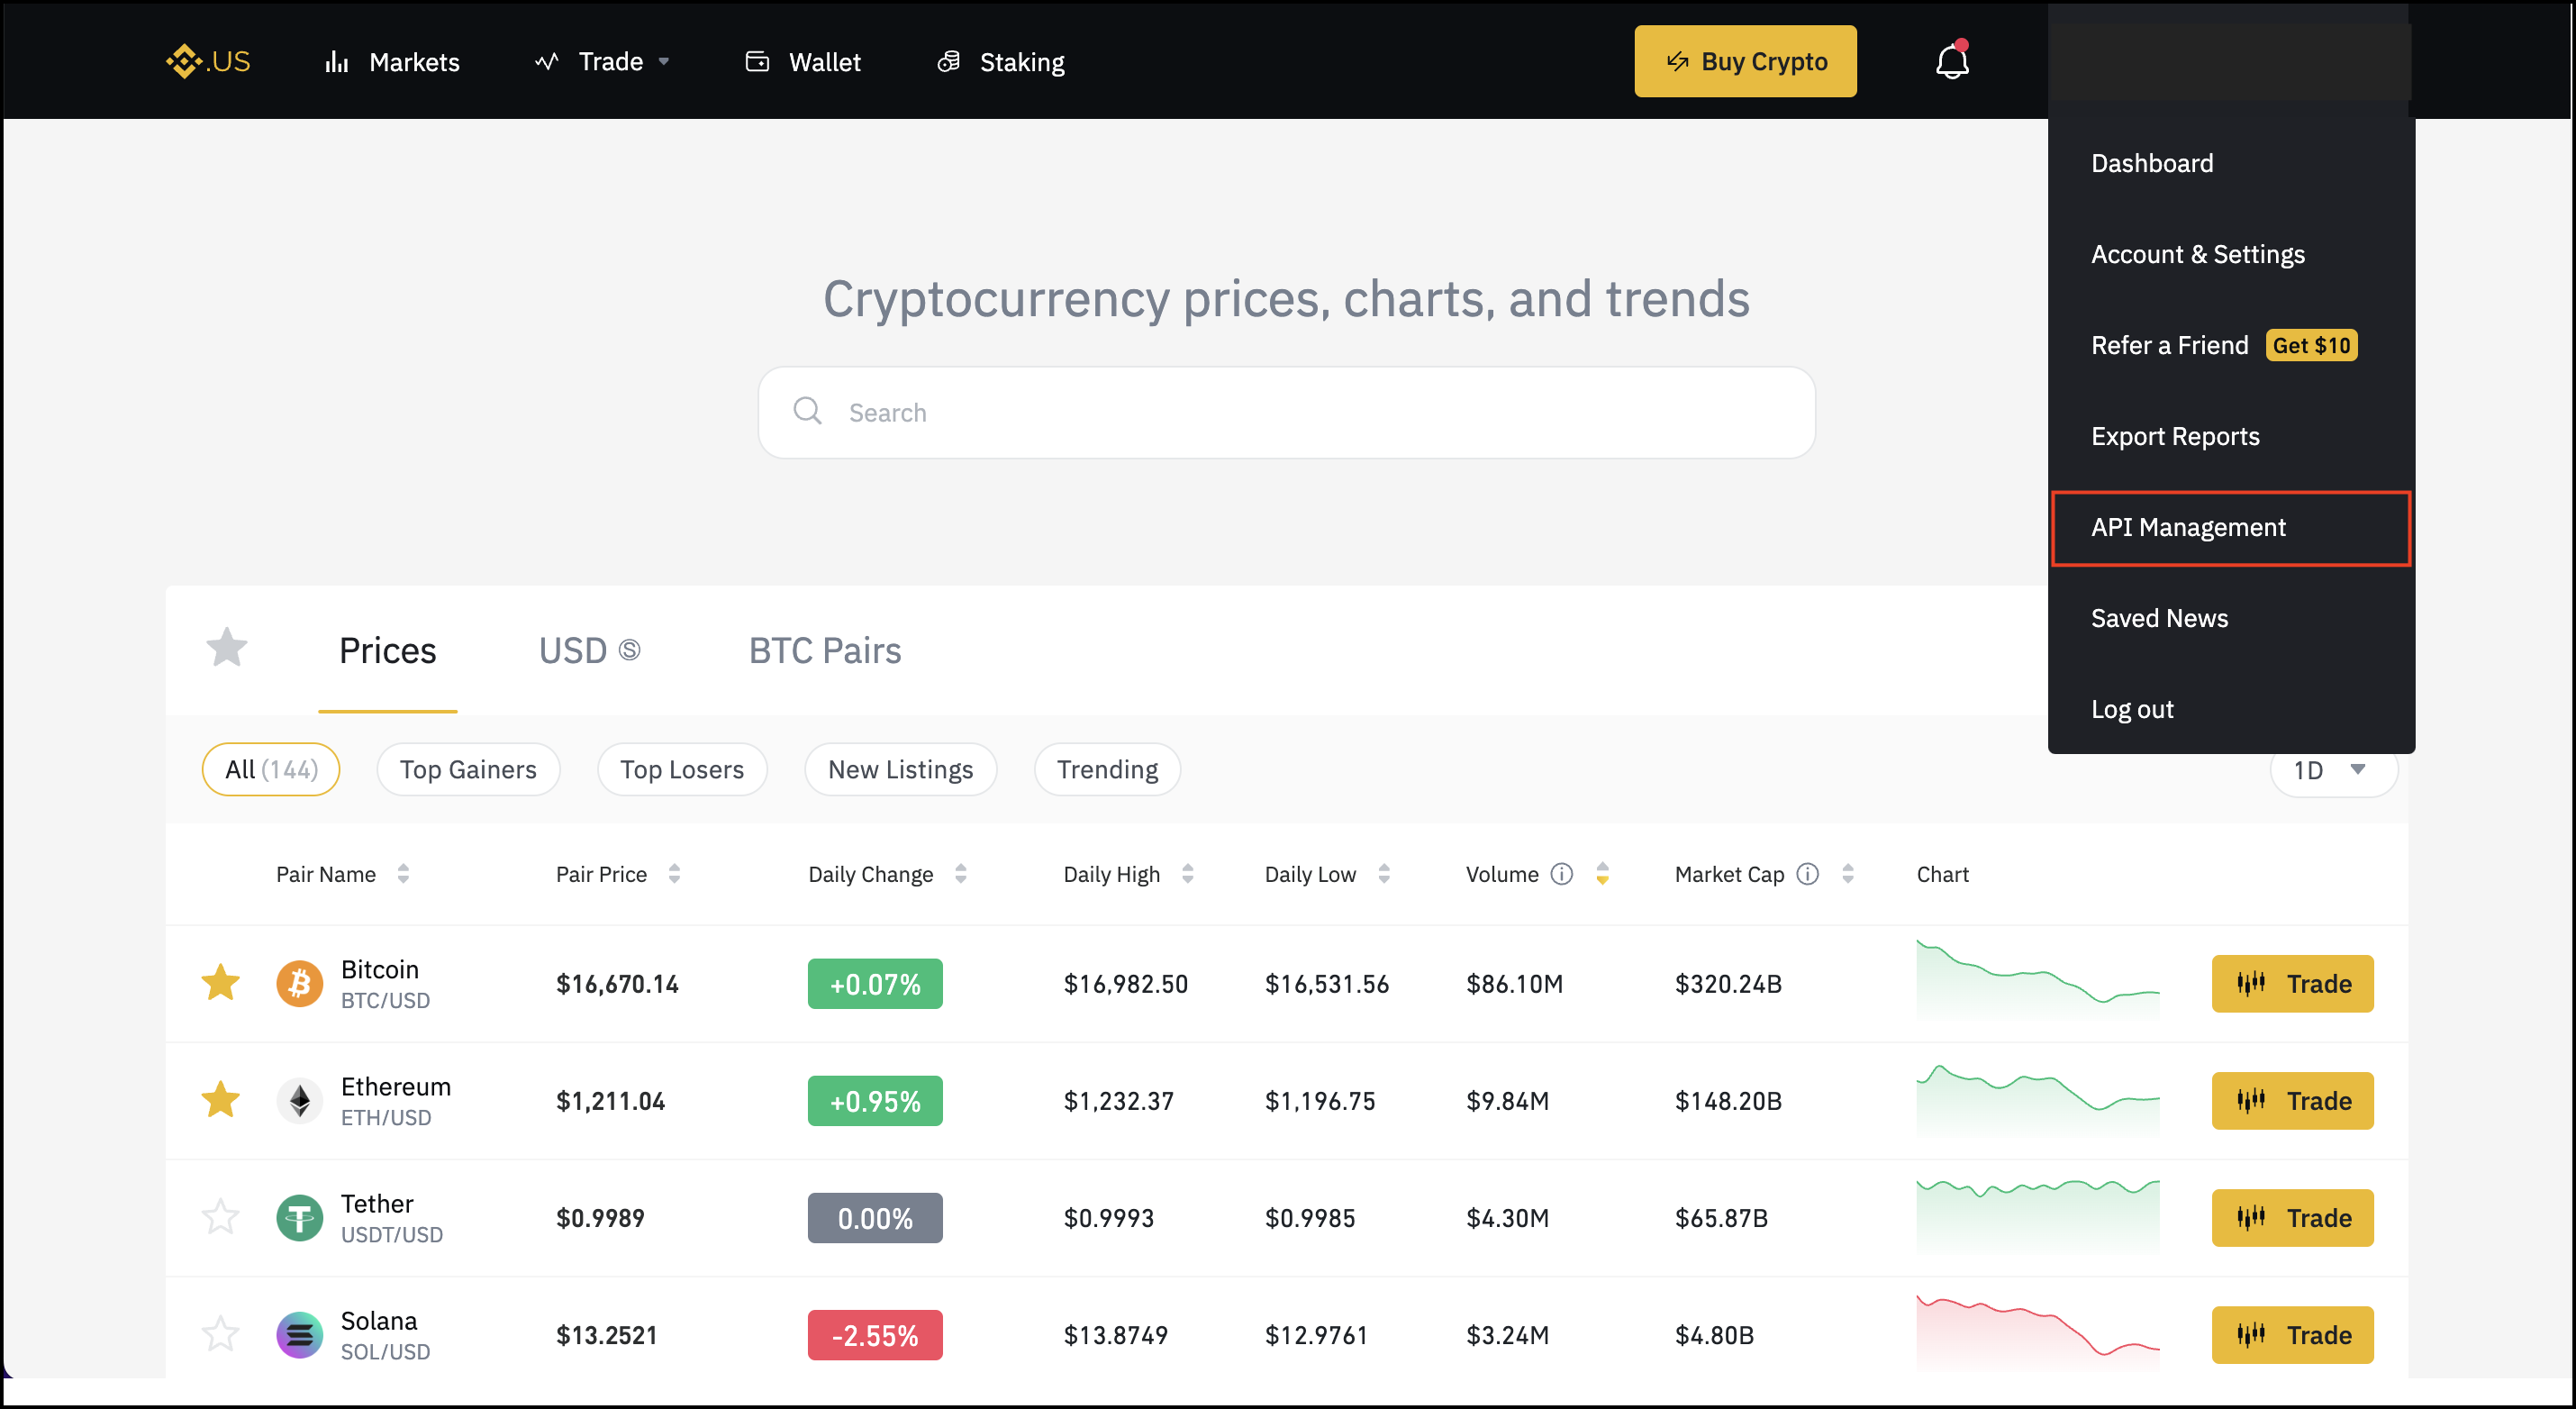 .US Markets Trade Wallet Staking Buy Crypto
Dashboard
Account & Settings
Refer a Friend Get $10
Export Reports
API Management
Saved News
Log out
Cryptocurrency prices, charts, and trends
Search
Prices USD Ⓢ BTC Pairs
All (144) Top Gainers Top Losers New Listings Trending 1D
Pair Name Pair Price Daily Change Daily High Daily Low Volume Market Cap Chart
Bitcoin
BTC/USD
$16,670.14 +0.07% $16,982.50 $16,531.56 $86.10M $320.24B Trade
Ethereum
ETH/USD
$1,211.04 +0.95% $1,232.37 $1,196.75 $9.84M $148.20B Trade
Tether
USDT/USD
$0.9989 0.00% $0.9993 $0.9985 $4.30M $65.87B Trade
Solana
SOL/USD
$13.2521 -2.55% $13.8749 $12.9761 $3.24M $4.80B Trade